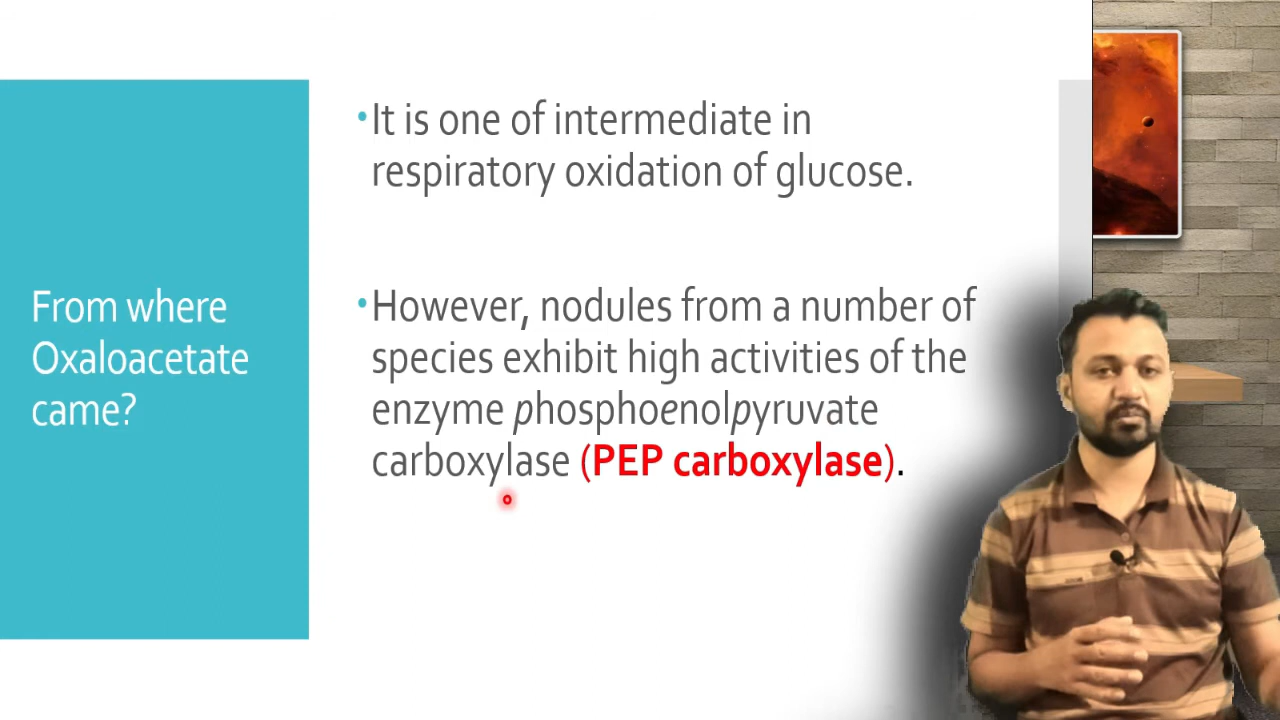 From where
Oxaloacetate
came?
•It is one of intermediate in
respiratory oxidation of glucose.
•However, nodules from a number of
species exhibit high activities of the
enzyme phosphoenolpyruvate
carboxylase (PEP carboxylase).